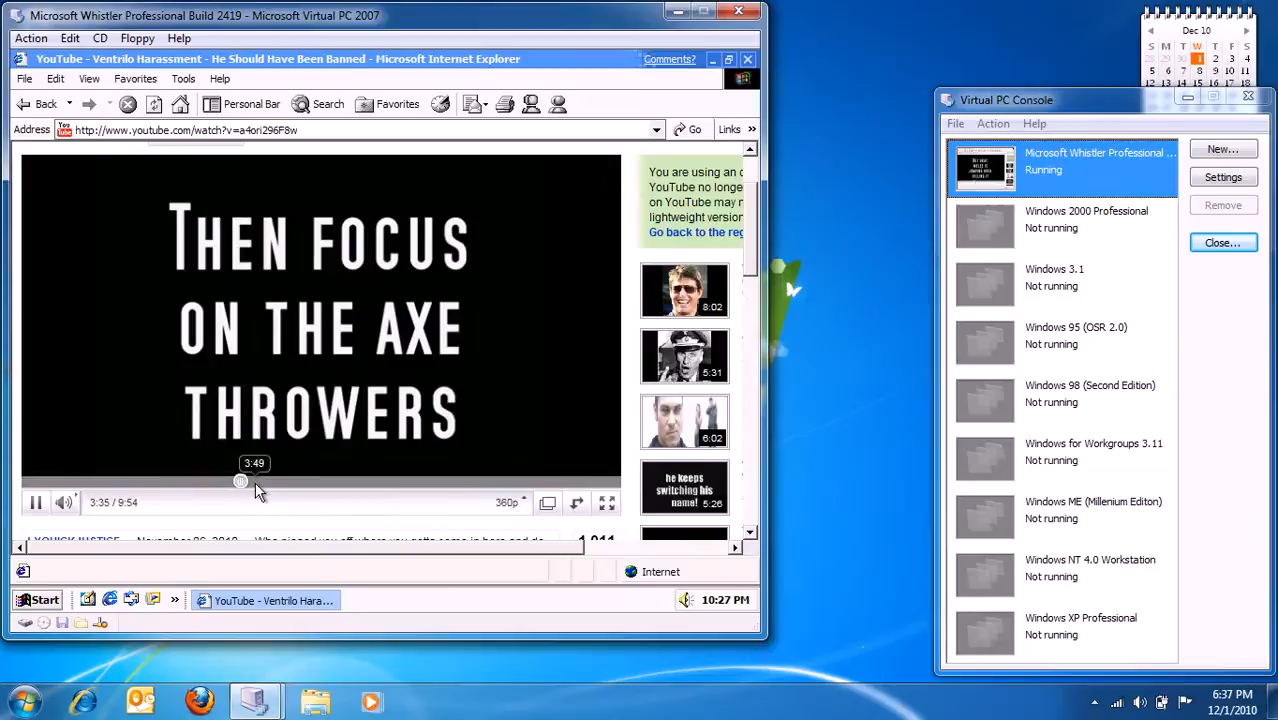 Microsoft Whistler Professional Build 2419 - Microsoft Virtual PC 2007
Action Edit CD Floppy Help
YouTube - Ventrilo Harassment - He Should Have Been Banned - Microsoft Internet Explorer Comments?
File Edit View Favorites Tools Help
Back Personal Bar Search Favorites
Address http://www.youtube.com/watch?v=a4ori296F8w Go Links »
THEN FOCUS
ON THE AXE
THROWERS
3:49
3:35 / 9:54 360p
You are using an
YouTube no longe
on YouTube may r
lightweight version
Go back to the reg
8:02
5:31
6:02
he keeps
switching his
name!
5:26
Internet
Start » YouTube - Ventrilo Hara... 10:27 PM
Dec 10
S M T W T F S
28 29 30 1 2 3 4
5 6 7 8 9 10 11
Virtual PC Console
File Action Help
Microsoft Whistler Professional ...
Running
Windows 2000 Professional
Not running
Windows 3.1
Not running
Windows 95 (OSR 2.0)
Not running
Windows 98 (Second Edition)
Not running
Windows for Workgroups 3.11
Not running
Windows ME (Millenium Editon)
Not running
Windows NT 4.0 Workstation
Not running
Windows XP Professional
Not running
New...
Settings
Remove
Close...
6:37 PM
12/1/2010